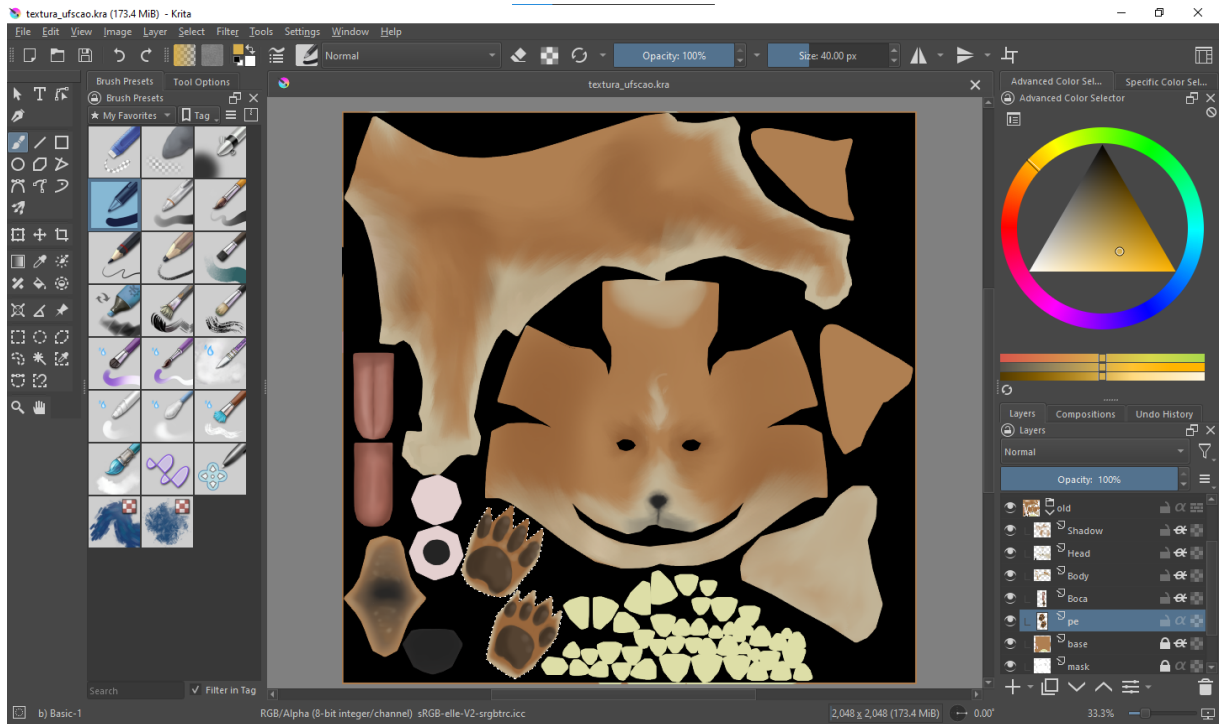 textura_ufscao.kra (173.4 MiB) - Krita
File Edit View Image Layer Select Filter Tools Settings Window Help
Normal
Opacity: 100%
Size: 40.00 px
Brush Presets Tool Options
Brush Presets
★ My Favorites
Tag
textura_ufscao.kra
Advanced Color Sel... Specific Color Sel...
Advanced Color Selector
Layers Compositions Undo History
Layers
Normal
Opacity: 100%
old
Shadow
Head
Body
Boca
pe
base
mask
Search
Filter in Tag
b) Basic-1
RGB/Alpha (8-bit integer/channel) sRGB-elle-V2-srgbtrc.icc
2,048 x 2,048 (173.4 MiB)
0.00°
33.3%